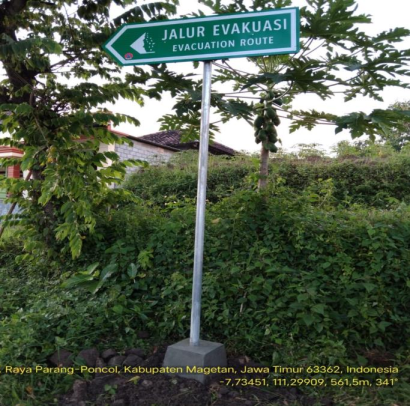 JALUR EVAKUASI
EVACUATION ROUTE
Raya Parang-Poncol, Kabupaten Magetan, Jawa Timur 63362, Indonesia
-7,73451, 111,29909, 561,5m, 341°